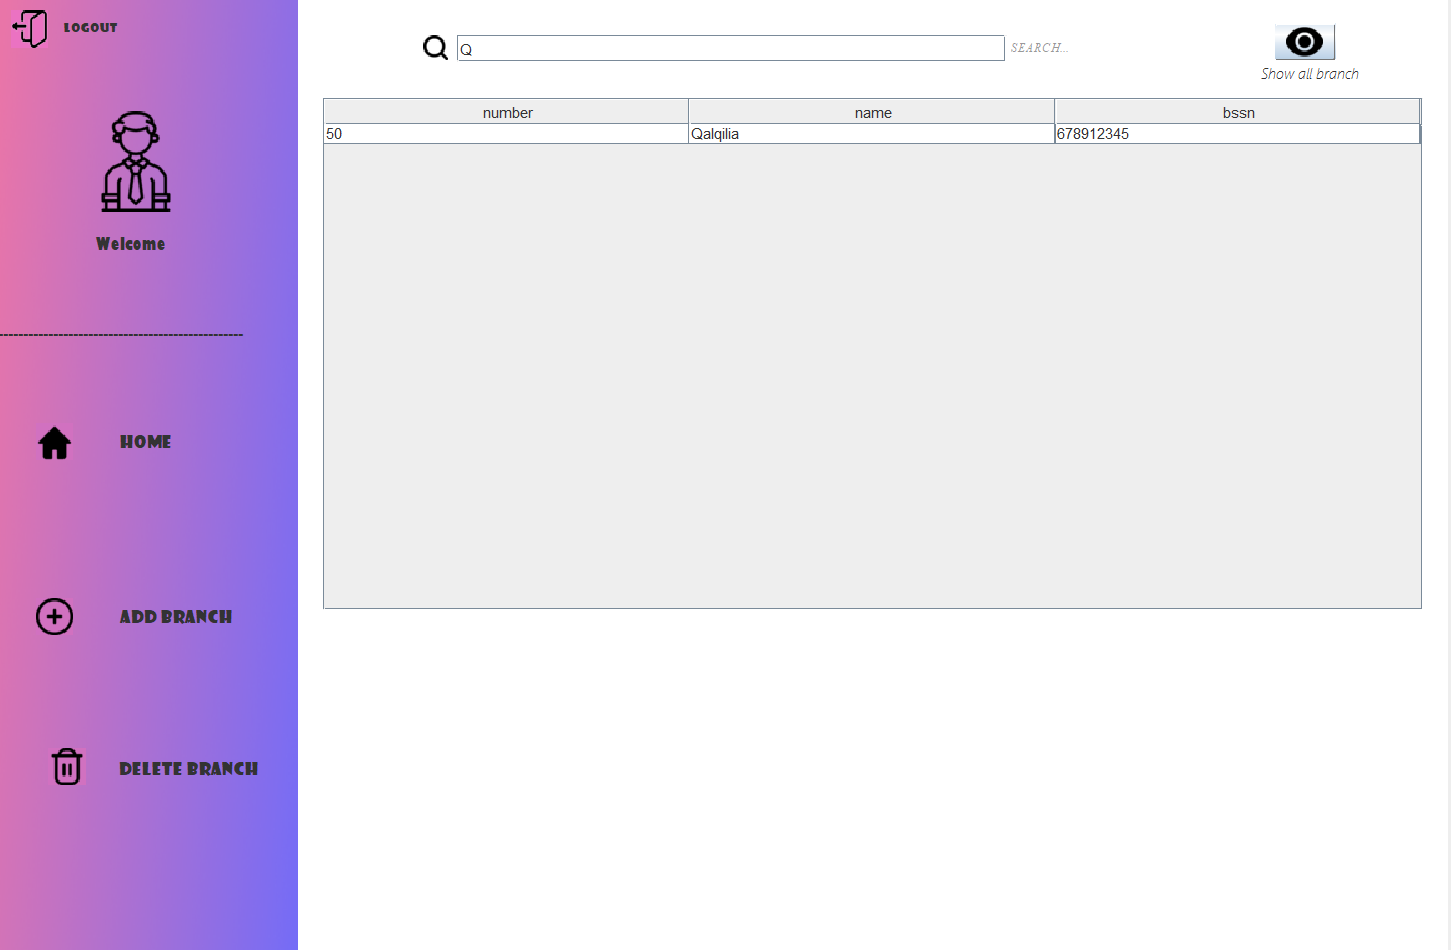 LOGOUT
Welcome
--------------------------------------------------
HOME
ADD BRANCH
DELETE BRANCH
Q
SEARCH...
Show all branch
number name bssn
50 Qalqilia 678912345